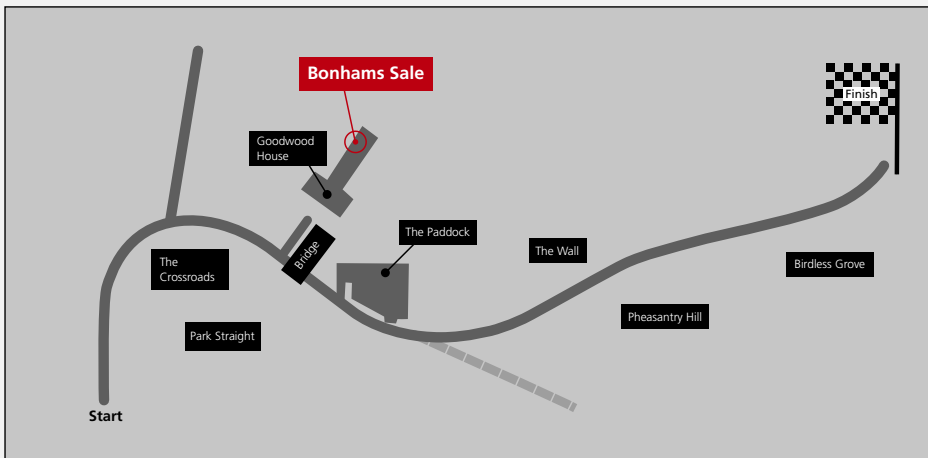 Bonhams Sale
Finish
Goodwood
House
The Paddock
Bridge
The Wall
The
Crossroads
Birdless Grove
Pheasantry Hill
Park Straight
Start